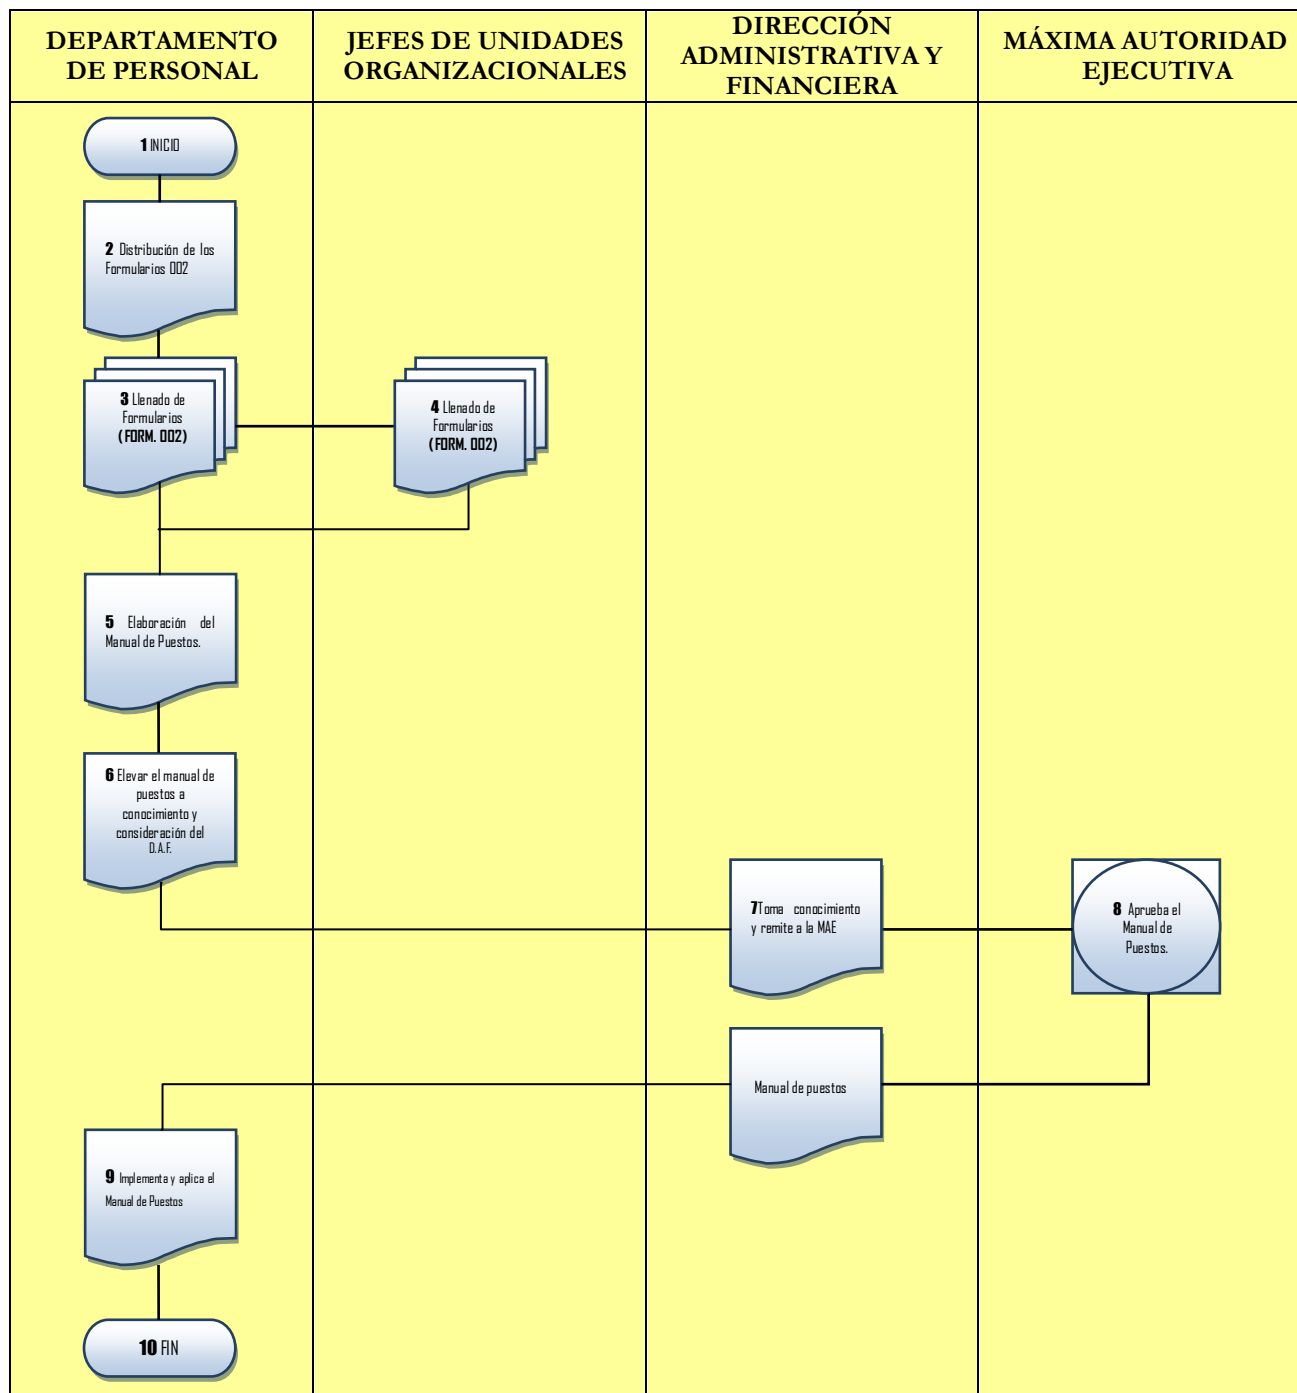 DEPARTAMENTO
DE PERSONAL
JEFES DE UNIDADES
ORGANIZACIONALES
DIRECCIÓN
ADMINISTRATIVA Y
FINANCIERA
MÁXIMA AUTORIDAD
EJECUTIVA
1 INICIO
2 Distribución de los
Formularios 002
3 Llenado de
Formularios
(FORM. 002)
4 Llenado de
Formularios
(FORM. 002)
5 Elaboración del
Manual de Puestos.
6 Elevar el manual de
puestos a
conocimiento y
consideración del
D.A.F.
7Toma conocimiento
y remite a la MAE
8 Aprueba el
Manual de
Puestos.
Manual de puestos
9 Implementa y aplica el
Manual de Puestos
10 FIN